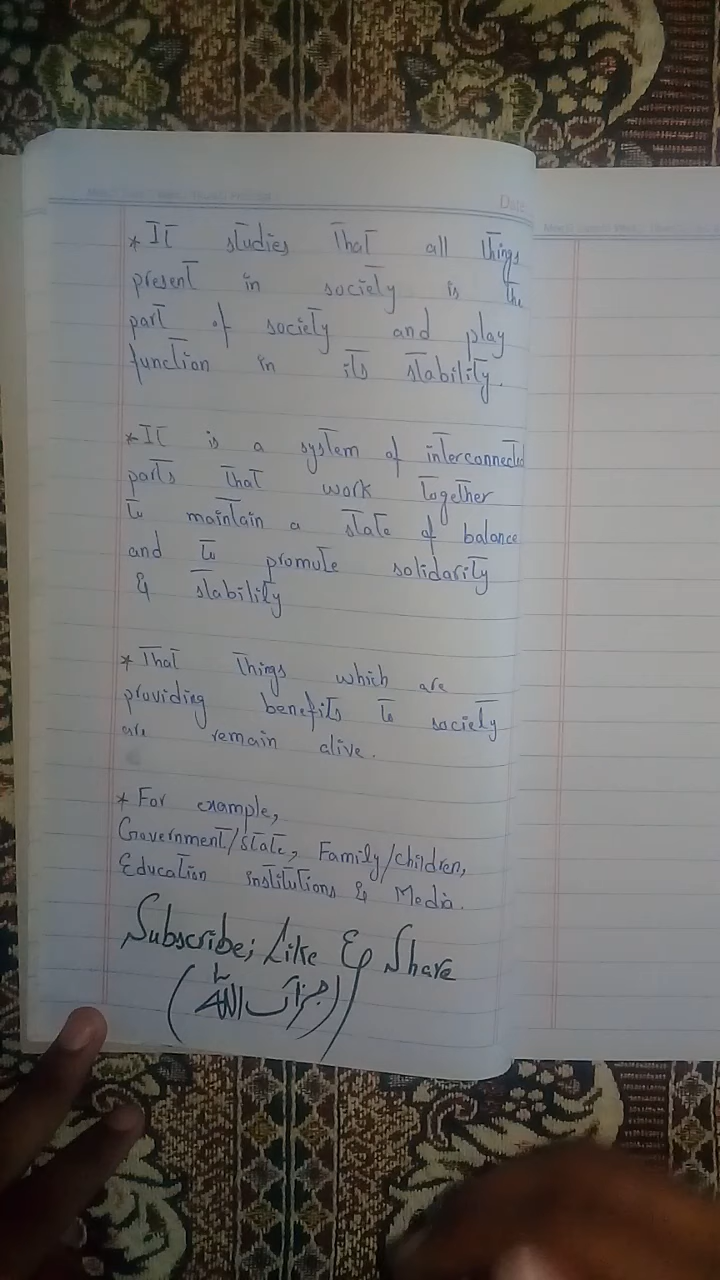 Date
* It studies That all Things
present in society is The
part of society and play
function in its stability.
* It is a system of interconnected
parts That work Together
To maintain a state of balance
and To promote solidarity
& stability
* That Things which are
providing benefits To society
are remain alive.
* For example,
Government/state, Family/children,
Education institutions & Media.
Subscribe; Like & Share
(جزاک اللّٰہ)